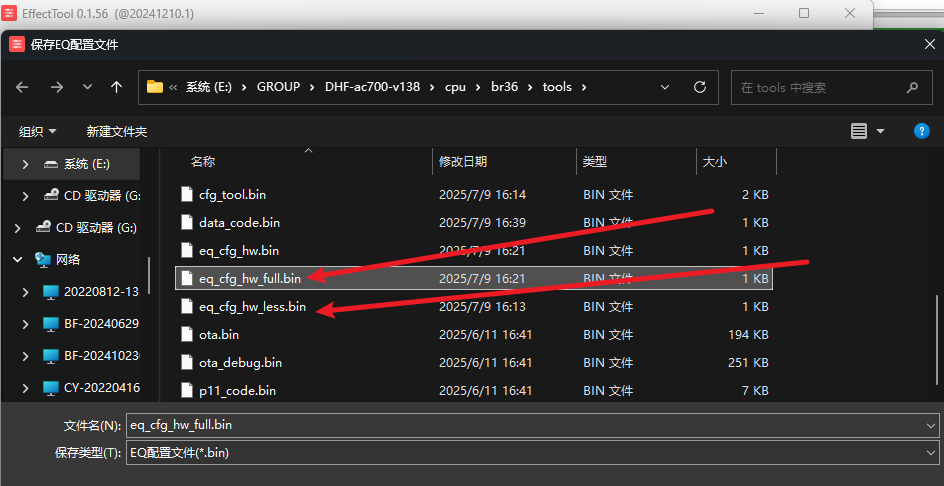 EffectTool 0.1.56 (@20241210.1)
保存EQ配置文件
« 系统 (E:) › GROUP › DHF-ac700-v138 › cpu › br36 › tools ›
在 tools 中搜索
组织 新建文件夹
名称 修改日期 类型 大小
系统 (E:)
CD 驱动器 (G:
CD 驱动器 (G:)
网络
20220812-13
BF-20240629
BF-20241023
CY-20220416
cfg_tool.bin 2025/7/9 16:14 BIN 文件 2 KB
data_code.bin 2025/7/9 16:39 BIN 文件 1 KB
eq_cfg_hw.bin 2025/7/9 16:21 BIN 文件 1 KB
eq_cfg_hw_full.bin 2025/7/9 16:21 BIN 文件 1 KB
eq_cfg_hw_less.bin 2025/7/9 16:13 BIN 文件 1 KB
ota.bin 2025/6/11 16:41 BIN 文件 194 KB
ota_debug.bin 2025/6/11 16:41 BIN 文件 251 KB
p11_code.bin 2025/6/11 16:41 BIN 文件 7 KB
文件名(N): eq_cfg_hw_full.bin
保存类型(T): EQ配置文件(*.bin)